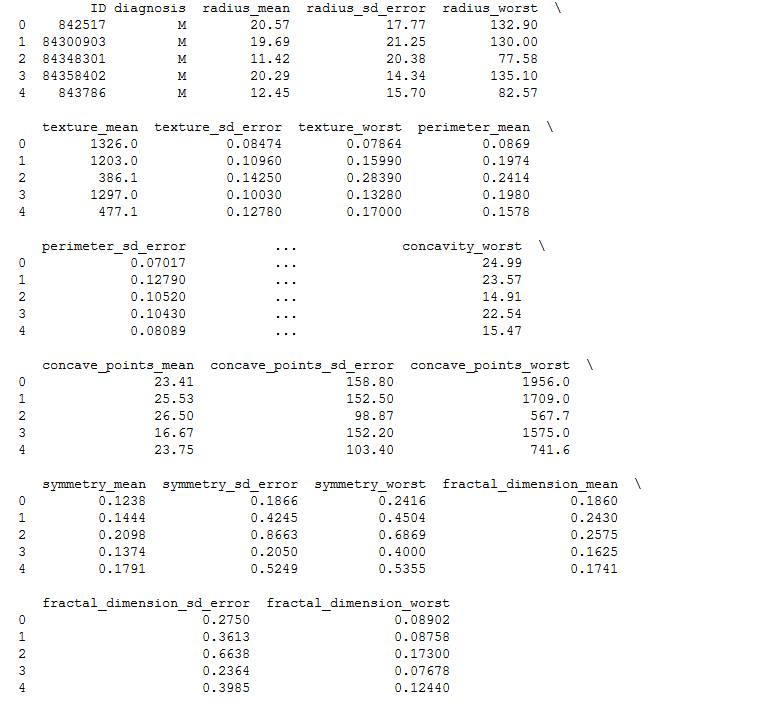 ID diagnosis radius_mean radius_sd_error radius_worst \
0 842517 M 20.57 17.77 132.90
1 84300903 M 19.69 21.25 130.00
2 84348301 M 11.42 20.38 77.58
3 84358402 M 20.29 14.34 135.10
4 843786 M 12.45 15.70 82.57
texture_mean texture_sd_error texture_worst perimeter_mean \
0 1326.0 0.08474 0.07864 0.0869
1 1203.0 0.10960 0.15990 0.1974
2 386.1 0.14250 0.28390 0.2414
3 1297.0 0.10030 0.13280 0.1980
4 477.1 0.12780 0.17000 0.1578
perimeter_sd_error ... concavity_worst \
0 0.07017 ... 24.99
1 0.12790 ... 23.57
2 0.10520 ... 14.91
3 0.10430 ... 22.54
4 0.08089 ... 15.47
concave_points_mean concave_points_sd_error concave_points_worst \
0 23.41 158.80 1956.0
1 25.53 152.50 1709.0
2 26.50 98.87 567.7
3 16.67 152.20 1575.0
4 23.75 103.40 741.6
symmetry_mean symmetry_sd_error symmetry_worst fractal_dimension_mean \
0 0.1238 0.1866 0.2416 0.1860
1 0.1444 0.4245 0.4504 0.2430
2 0.2098 0.8663 0.6869 0.2575
3 0.1374 0.2050 0.4000 0.1625
4 0.1791 0.5249 0.5355 0.1741
fractal_dimension_sd_error fractal_dimension_worst
0 0.2750 0.08902
1 0.3613 0.08758
2 0.6638 0.17300
3 0.2364 0.07678
4 0.3985 0.12440